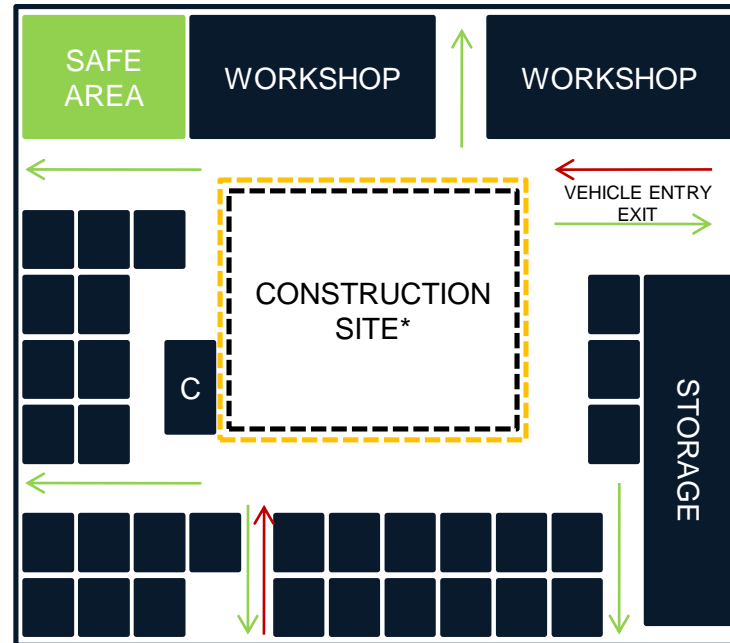 SAFE
AREA
WORKSHOP
WORKSHOP
VEHICLE ENTRY
EXIT
CONSTRUCTION
SITE*
C
STORAGE